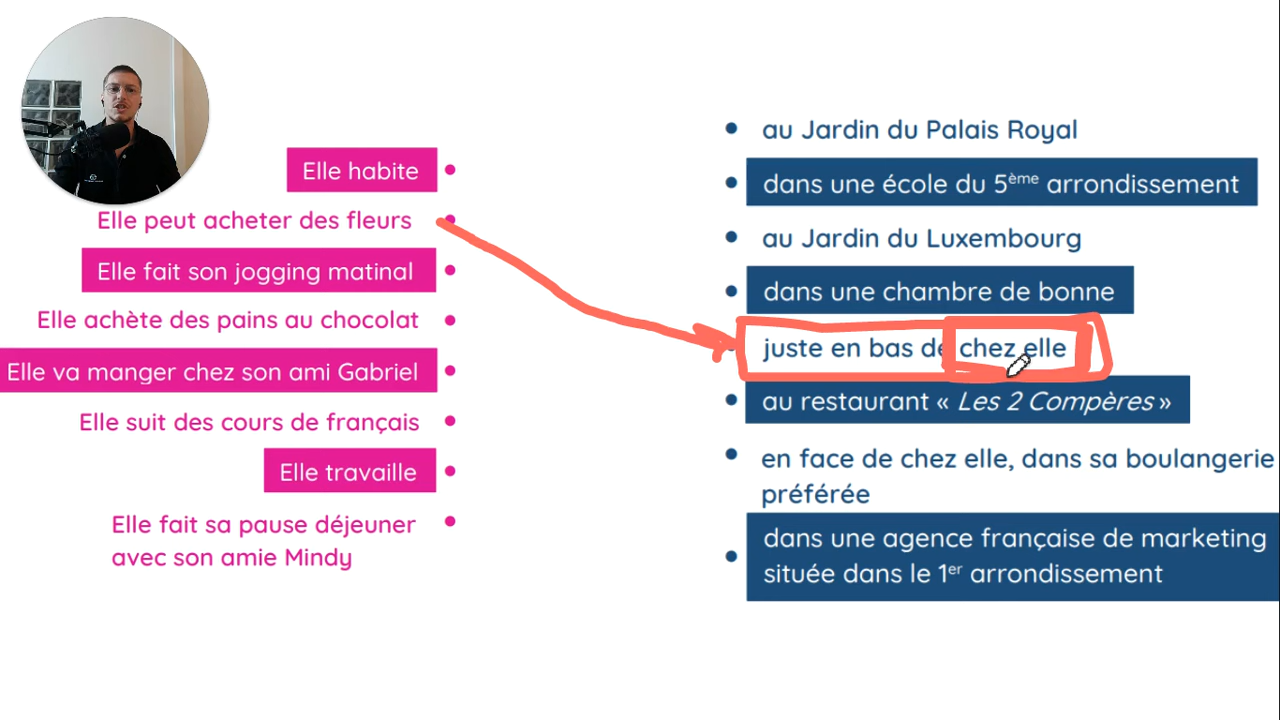 Elle habite
Elle peut acheter des fleurs
Elle fait son jogging matinal
Elle achète des pains au chocolat
Elle va manger chez son ami Gabriel
Elle suit des cours de français
Elle travaille
Elle fait sa pause déjeuner
avec son amie Mindy
au Jardin du Palais Royal
dans une école du 5ème arrondissement
au Jardin du Luxembourg
dans une chambre de bonne
juste en bas de chez elle
au restaurant « Les 2 Compères »
en face de chez elle, dans sa boulangerie
préférée
dans une agence française de marketing
située dans le 1er arrondissement